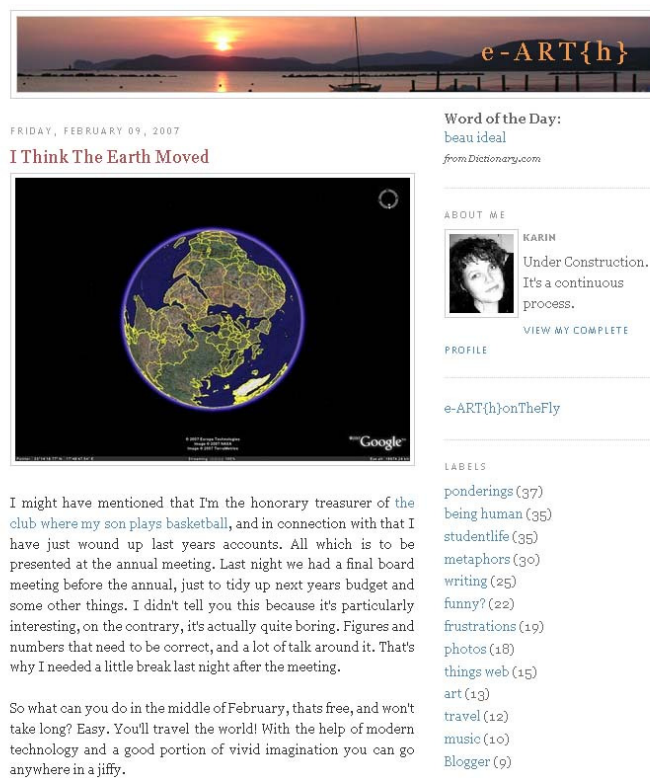 e-ART{h}
FRIDAY, FEBRUARY 09, 2007
I Think The Earth Moved
© 2007 Europa Technologies
Image © 2007 NASA
Image © 2007 TerraMetrics
Google
I might have mentioned that I'm the honorary treasurer of the
club where my son plays basketball, and in connection with that I
have just wound up last years accounts. All which is to be
presented at the annual meeting. Last night we had a final board
meeting before the annual, just to tidy up next years budget and
some other things. I didn't tell you this because it's particularly
interesting, on the contrary, it's actually quite boring. Figures and
numbers that need to be correct, and a lot of talk around it. That's
why I needed a little break last night after the meeting.
So what can you do in the middle of February, thats free, and won't
take long? Easy. You'll travel the world! With the help of modern
technology and a good portion of vivid imagination you can go
anywhere in a jiffy.
Word of the Day:
beau ideal
from Dictionary.com
ABOUT ME
KARIN
Under Construction.
It's a continuous
process.
VIEW MY COMPLETE
PROFILE
e-ART{h}onTheFly
LABELS
ponderings (37)
being human (35)
studentlife (35)
metaphors (30)
writing (25)
funny? (22)
frustrations (19)
photos (18)
things web (15)
art (13)
travel (12)
music (10)
Blogger (9)